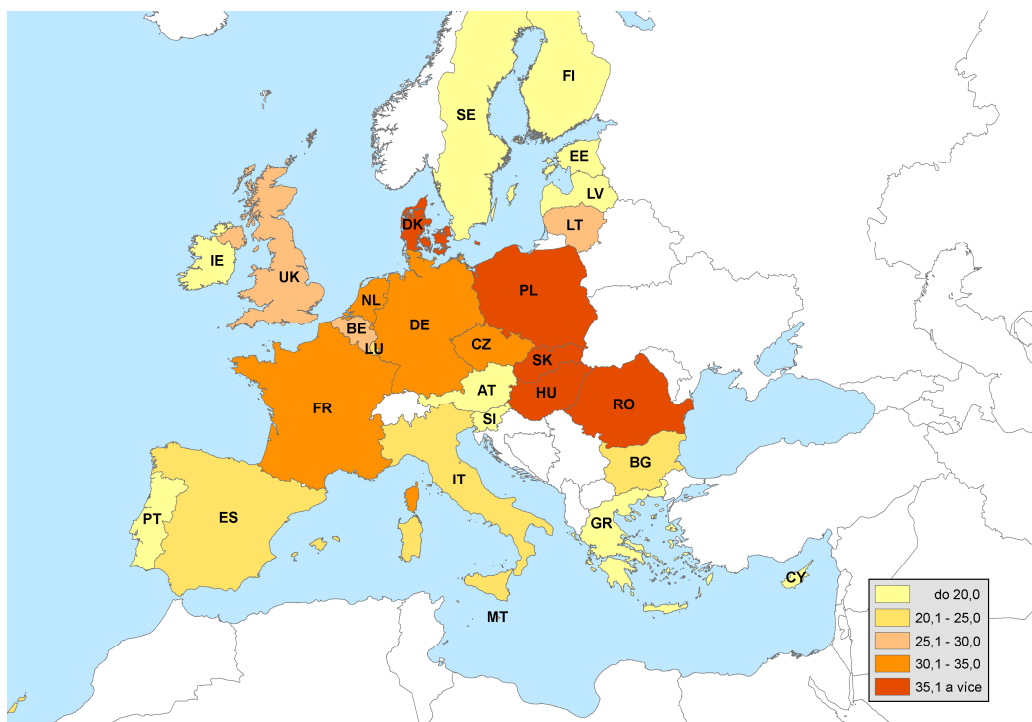 FI
SE
EE
LV
DK
LT
IE
UK
PL
NL
DE
BE
LU
CZ
SK
AT
HU
FR
RO
SI
BG
IT
PT
ES
GR
CY
MT
do 20,0
20,1 - 25,0
25,1 - 30,0
30,1 - 35,0
35,1 a více